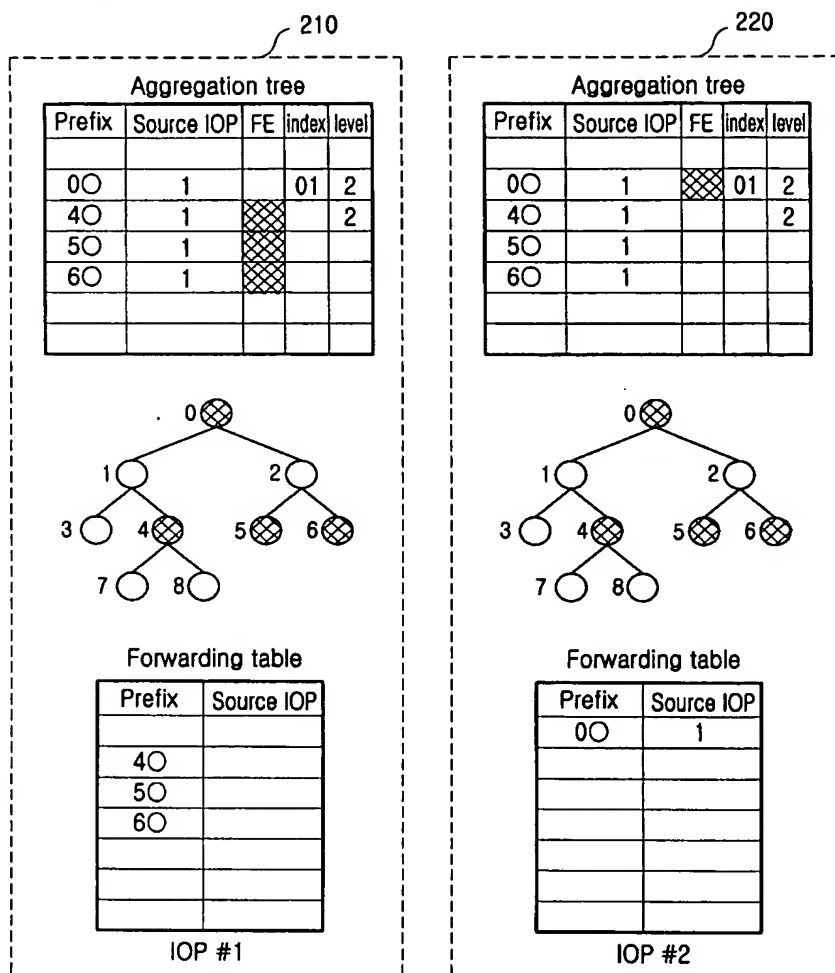 210
Aggregation tree
Prefix Source IOP FE index level
0○ 1 01 2
4○ 1 2
5○ 1
6○ 1
0
1 2
3 4 5 6
7 8
Forwarding table
Prefix Source IOP
4○
5○
6○
IOP #1
220
Aggregation tree
Prefix Source IOP FE index level
0○ 1 01 2
4○ 1 2
5○ 1
6○ 1
0
1 2
3 4 5 6
7 8
Forwarding table
Prefix Source IOP
0○ 1
IOP #2